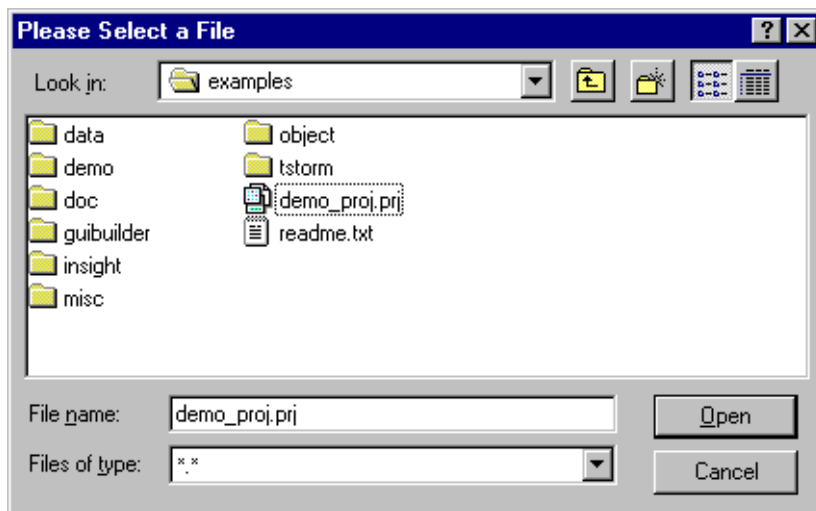 Please Select a File
Look in: examples
data object
demo tstorm
doc demo_proj.prj
guibuilder readme.txt
insight
misc
File name: demo_proj.prj Open
Files of type: *.* Cancel